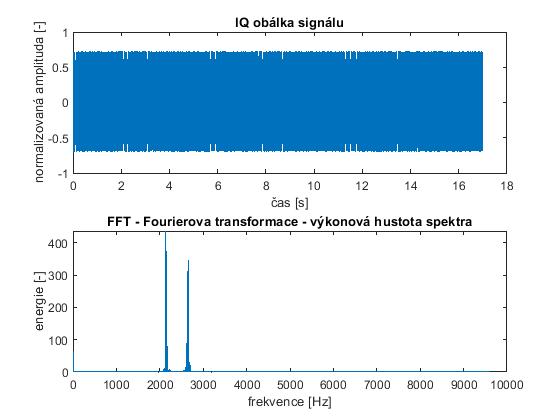 IQ obálka signálu
normalizovaná amplituda [-]
1
0.5
0
-0.5
-1
0 2 4 6 8 10 12 14 16 18
čas [s]
FFT - Fourierova transformace - výkonová hustota spektra
energie [-]
400
300
200
100
0
0 1000 2000 3000 4000 5000 6000 7000 8000 9000 10000
frekvence [Hz]